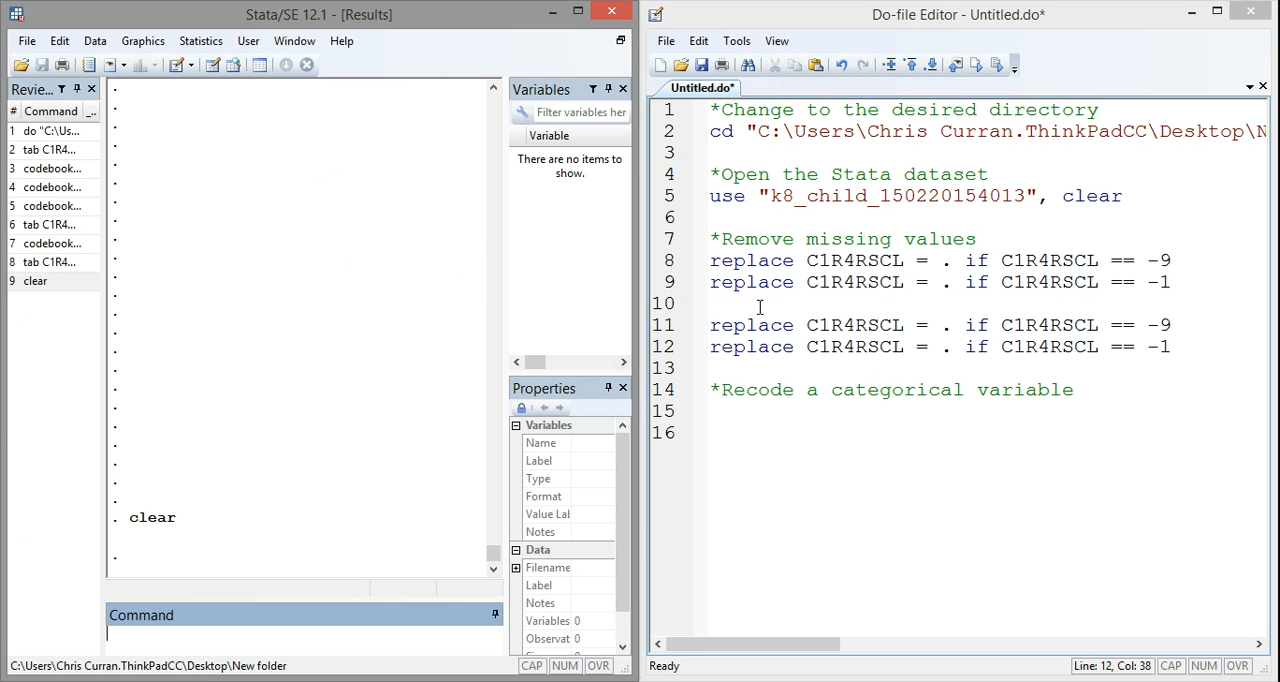 Stata/SE 12.1 - [Results]
File Edit Data Graphics Statistics User Window Help
Revie...
# Command
1 do "C:\Us...
2 tab C1R4...
3 codebook...
4 codebook...
5 codebook...
6 tab C1R4...
7 codebook...
8 tab C1R4...
9 clear
. clear
.
Command
Variables
Filter variables her
Variable
There are no items to
show.
Properties
Variables
Name
Label
Type
Format
Value Lal
Notes
Data
Filename
Label
Notes
Variables 0
Observat 0
C:\Users\Chris Curran.ThinkPadCC\Desktop\New folder
CAP NUM OVR
Do-file Editor - Untitled.do*
File Edit Tools View
Untitled.do*
1 *Change to the desired directory
2 cd "C:\Users\Chris Curran.ThinkPadCC\Desktop\N
3
4 *Open the Stata dataset
5 use "k8_child_150220154013", clear
6
7 *Remove missing values
8 replace C1R4RSCL = . if C1R4RSCL == -9
9 replace C1R4RSCL = . if C1R4RSCL == -1
10
11 replace C1R4RSCL = . if C1R4RSCL == -9
12 replace C1R4RSCL = . if C1R4RSCL == -1
13
14 *Recode a categorical variable
15
16
Ready
Line: 12, Col: 38 CAP NUM OVR